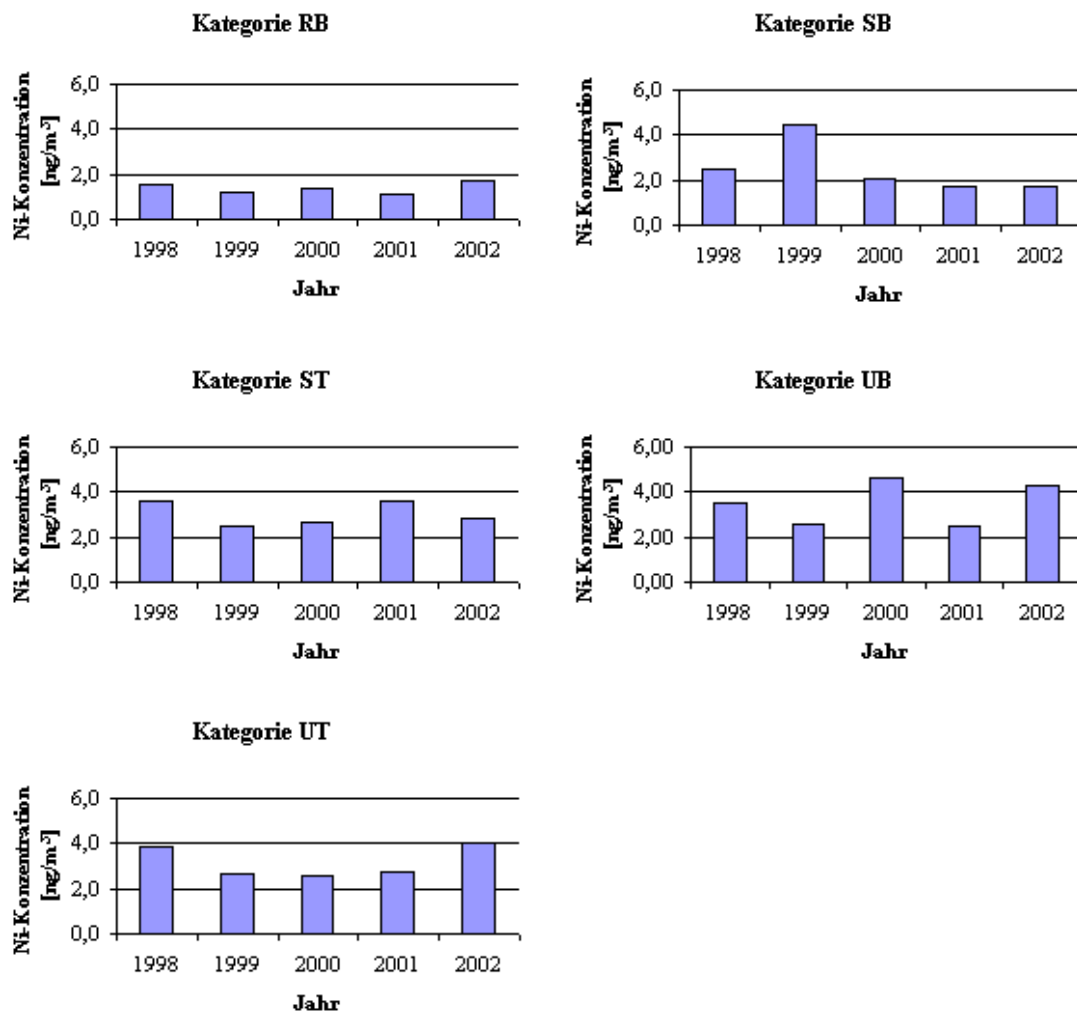 Kategorie RB
Ni-Konzentration
[ng/m³]
6,0
4,0
2,0
0,0
1998 1999 2000 2001 2002
Jahr
Kategorie SB
Ni-Konzentration
[ng/m³]
6,0
4,0
2,0
0,0
1998 1999 2000 2001 2002
Jahr
Kategorie ST
Ni-Konzentration
[ng/m³]
6,0
4,0
2,0
0,0
1998 1999 2000 2001 2002
Jahr
Kategorie UB
Ni-Konzentration
[ng/m³]
6,00
4,00
2,00
0,00
1998 1999 2000 2001 2002
Jahr
Kategorie UT
Ni-Konzentration
[ng/m³]
6,0
4,0
2,0
0,0
1998 1999 2000 2001 2002
Jahr